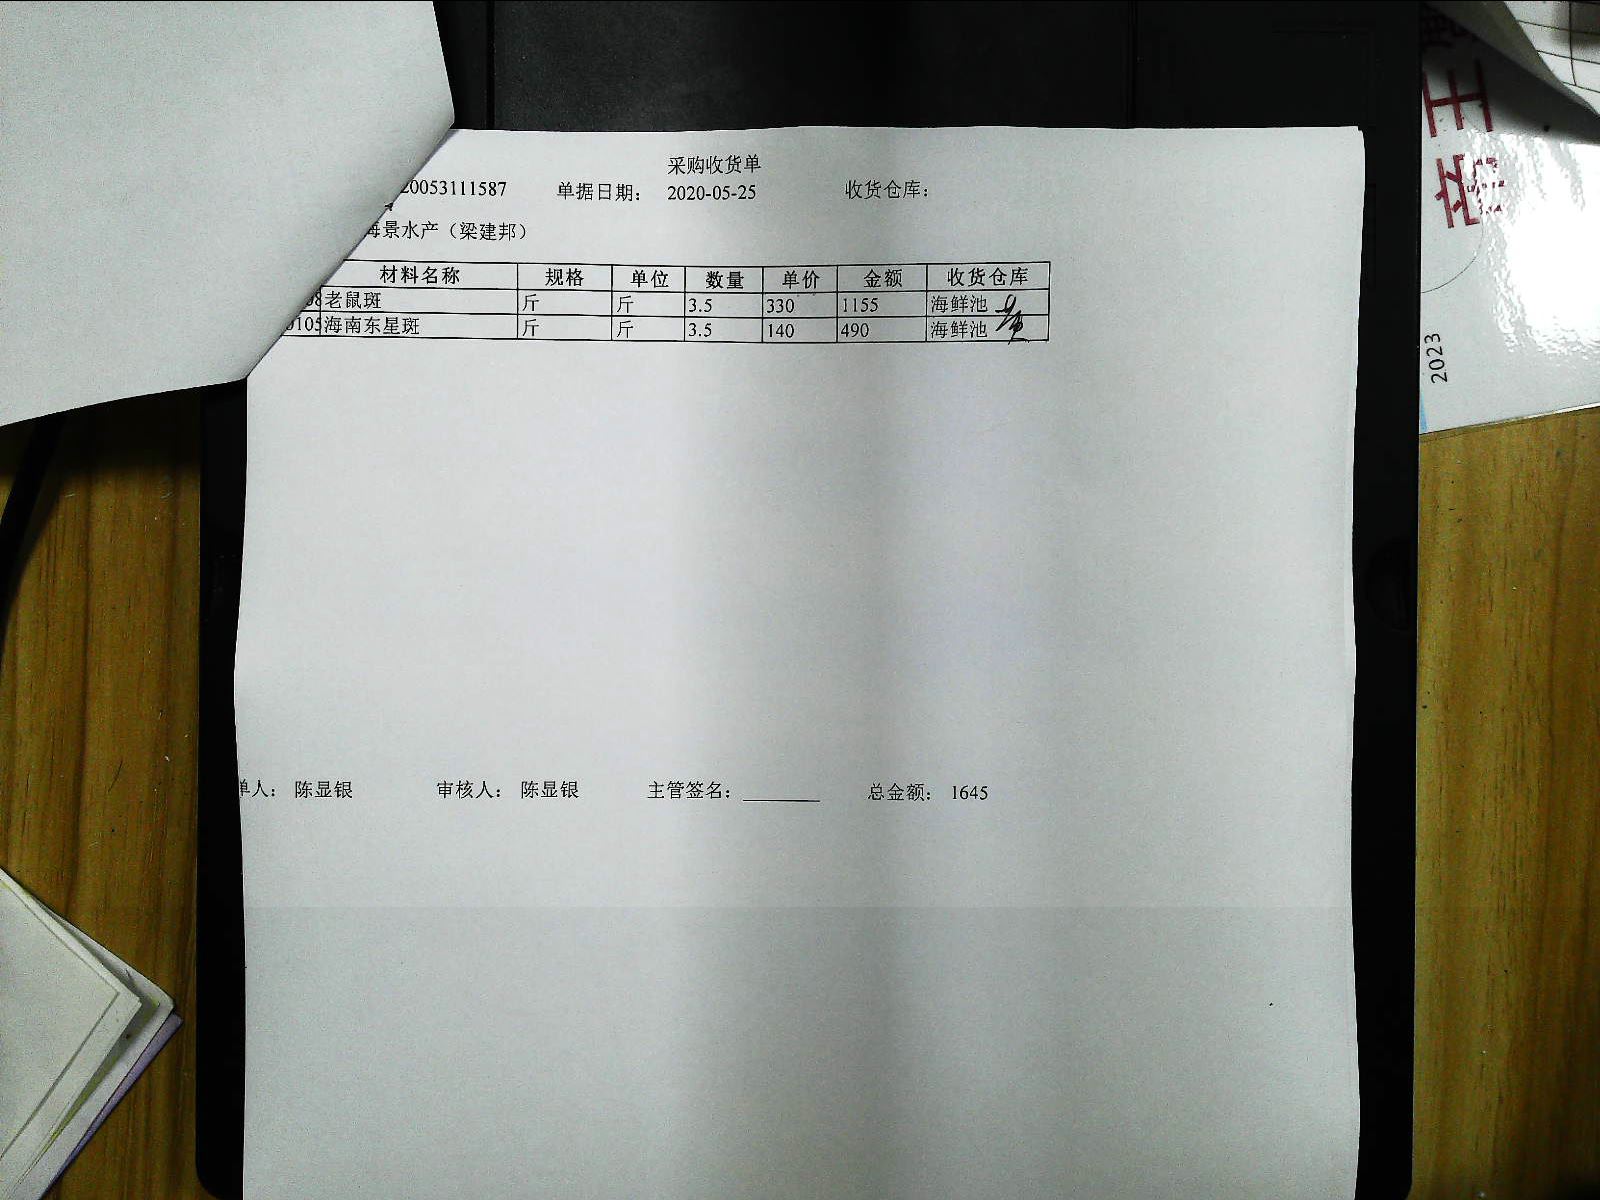 采购收货单
20053111587 单据日期： 2020-05-25 收货仓库：
海景水产（梁建邦）
材料名称 规格 单位 数量 单价 金额 收货仓库
08 老鼠斑 斤 斤 3.5 330 1155 海鲜池
0105 海南东星斑 斤 斤 3.5 140 490 海鲜池
单人： 陈显银 审核人： 陈显银 主管签名： 总金额： 1645
2023